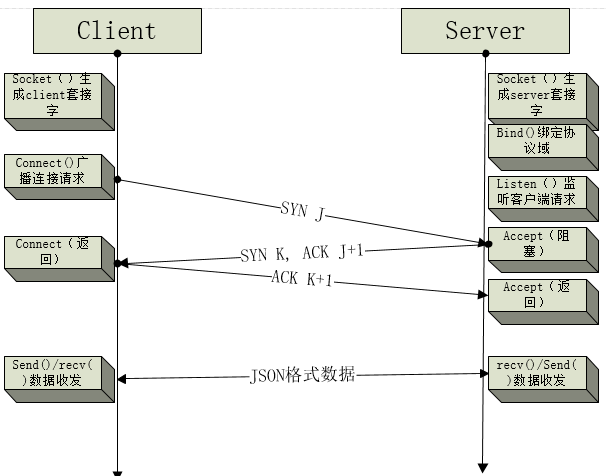 Client
Server
Socket（）生
成client套接
字
Socket（）生
成server套接
字
Bind()绑定协
议域
Connect()广
播连接请求
Listen（）监
听客户端请求
SYN J
Connect（返
回）
SYN K, ACK J+1
Accept（阻
塞）
ACK K+1
Accept（返
回）
Send()/recv(
)数据收发
JSON格式数据
recv()/Send(
)数据收发